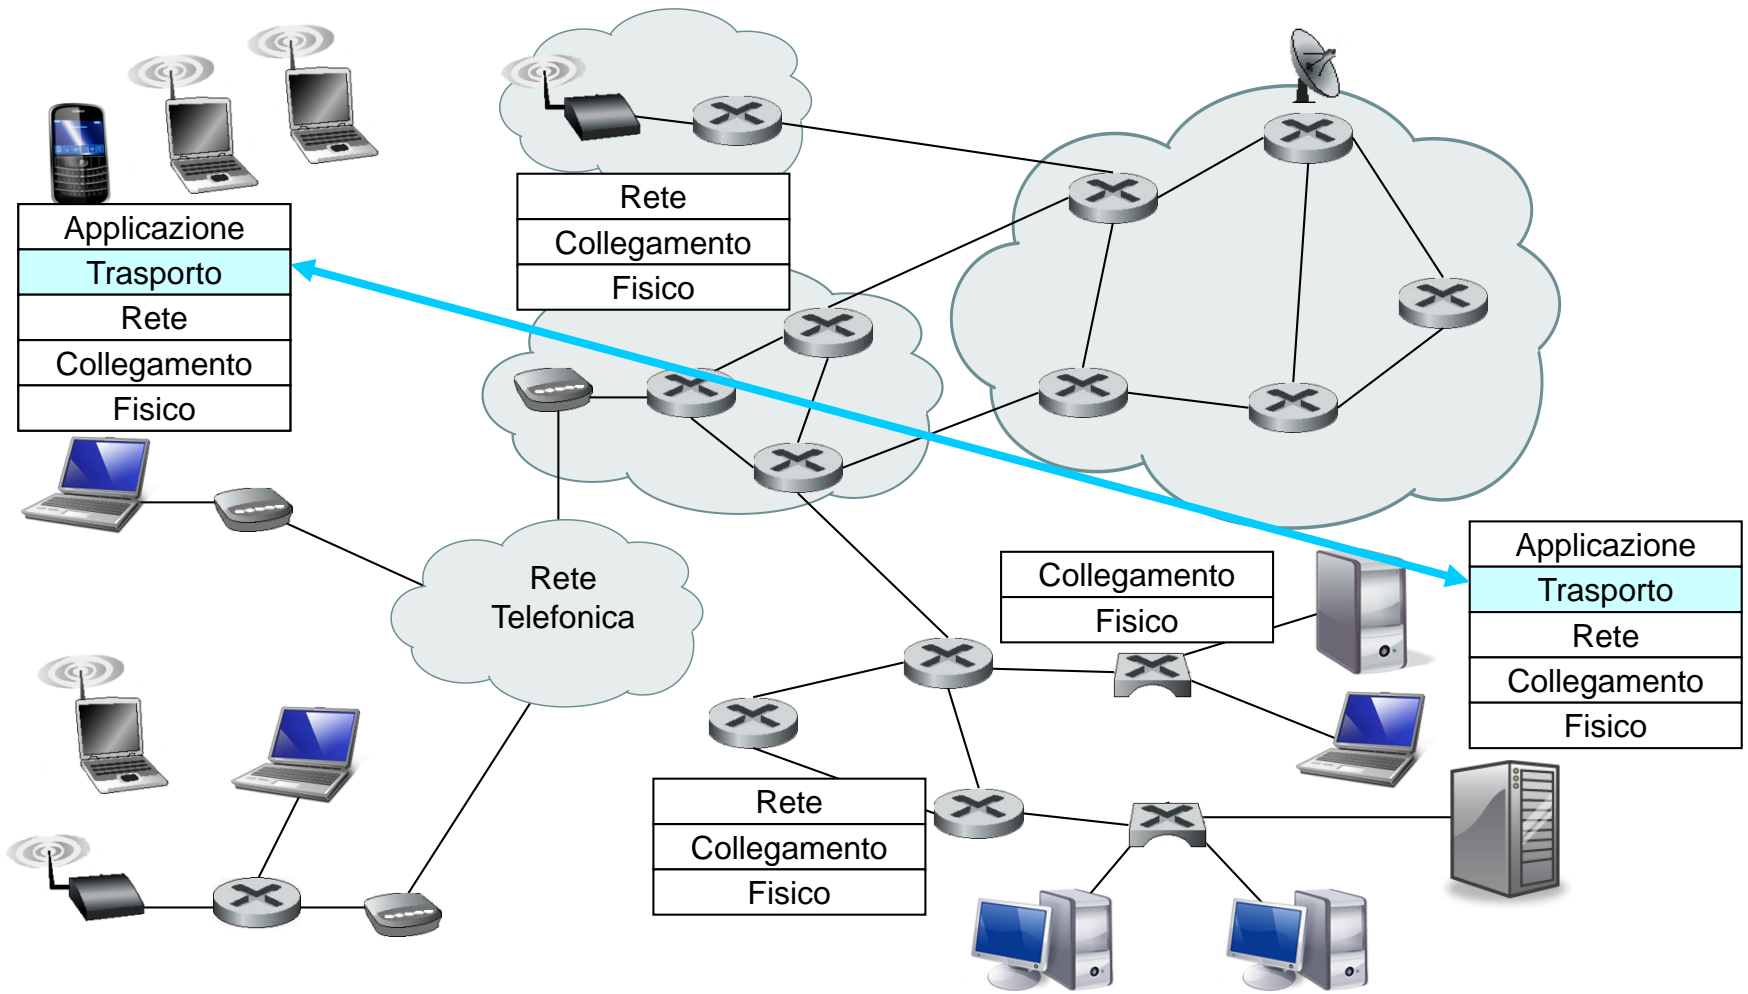 Applicazione
Trasporto
Rete
Collegamento
Fisico
Rete
Collegamento
Fisico
Rete
Telefonica
Collegamento
Fisico
Applicazione
Trasporto
Rete
Collegamento
Fisico
Rete
Collegamento
Fisico